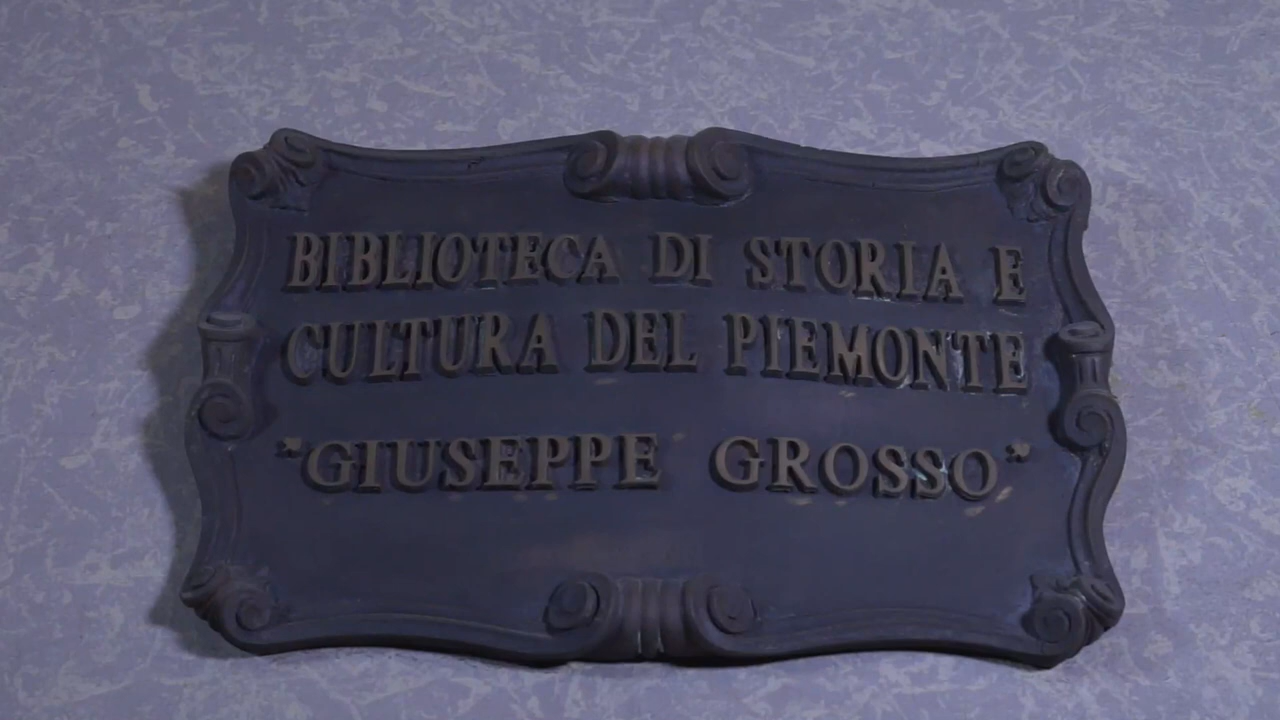 BIBLIOTECA DI STORIA E
CULTURA DEL PIEMONTE
"GIUSEPPE GROSSO"